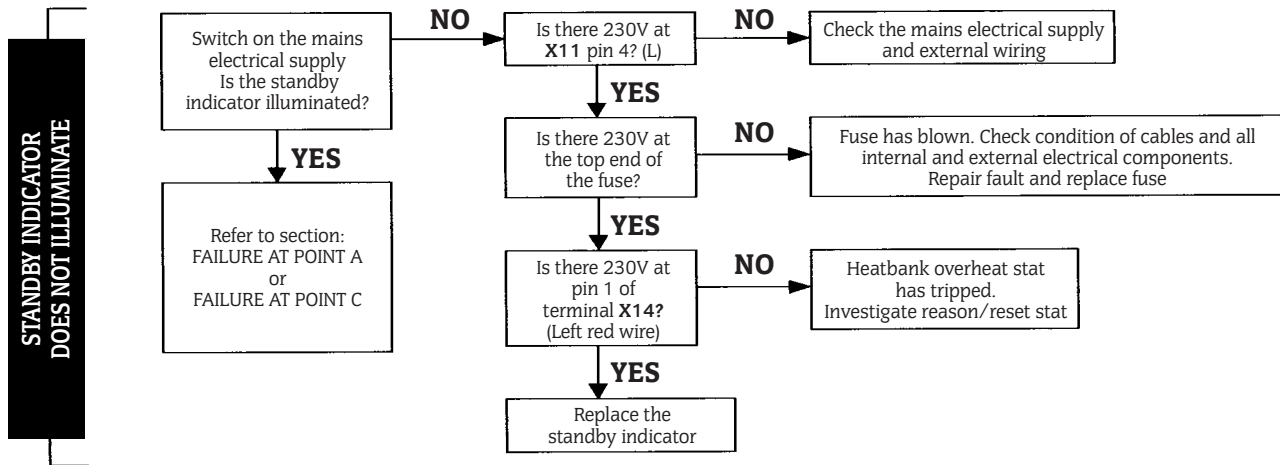 STANDBY INDICATOR
DOES NOT ILLUMINATE
Switch on the mains
electrical supply
Is the standby
indicator illuminated?
NO
Is there 230V at
X11 pin 4? (L)
NO
Check the mains electrical supply
and external wiring
YES
YES
Refer to section:
FAILURE AT POINT A
or
FAILURE AT POINT C
Is there 230V at
the top end of
the fuse?
NO
Fuse has blown. Check condition of cables and all
internal and external electrical components.
Repair fault and replace fuse
YES
Is there 230V at
pin 1 of
terminal X14?
(Left red wire)
NO
Heatbank overheat stat
has tripped.
Investigate reason/reset stat
YES
Replace the
standby indicator